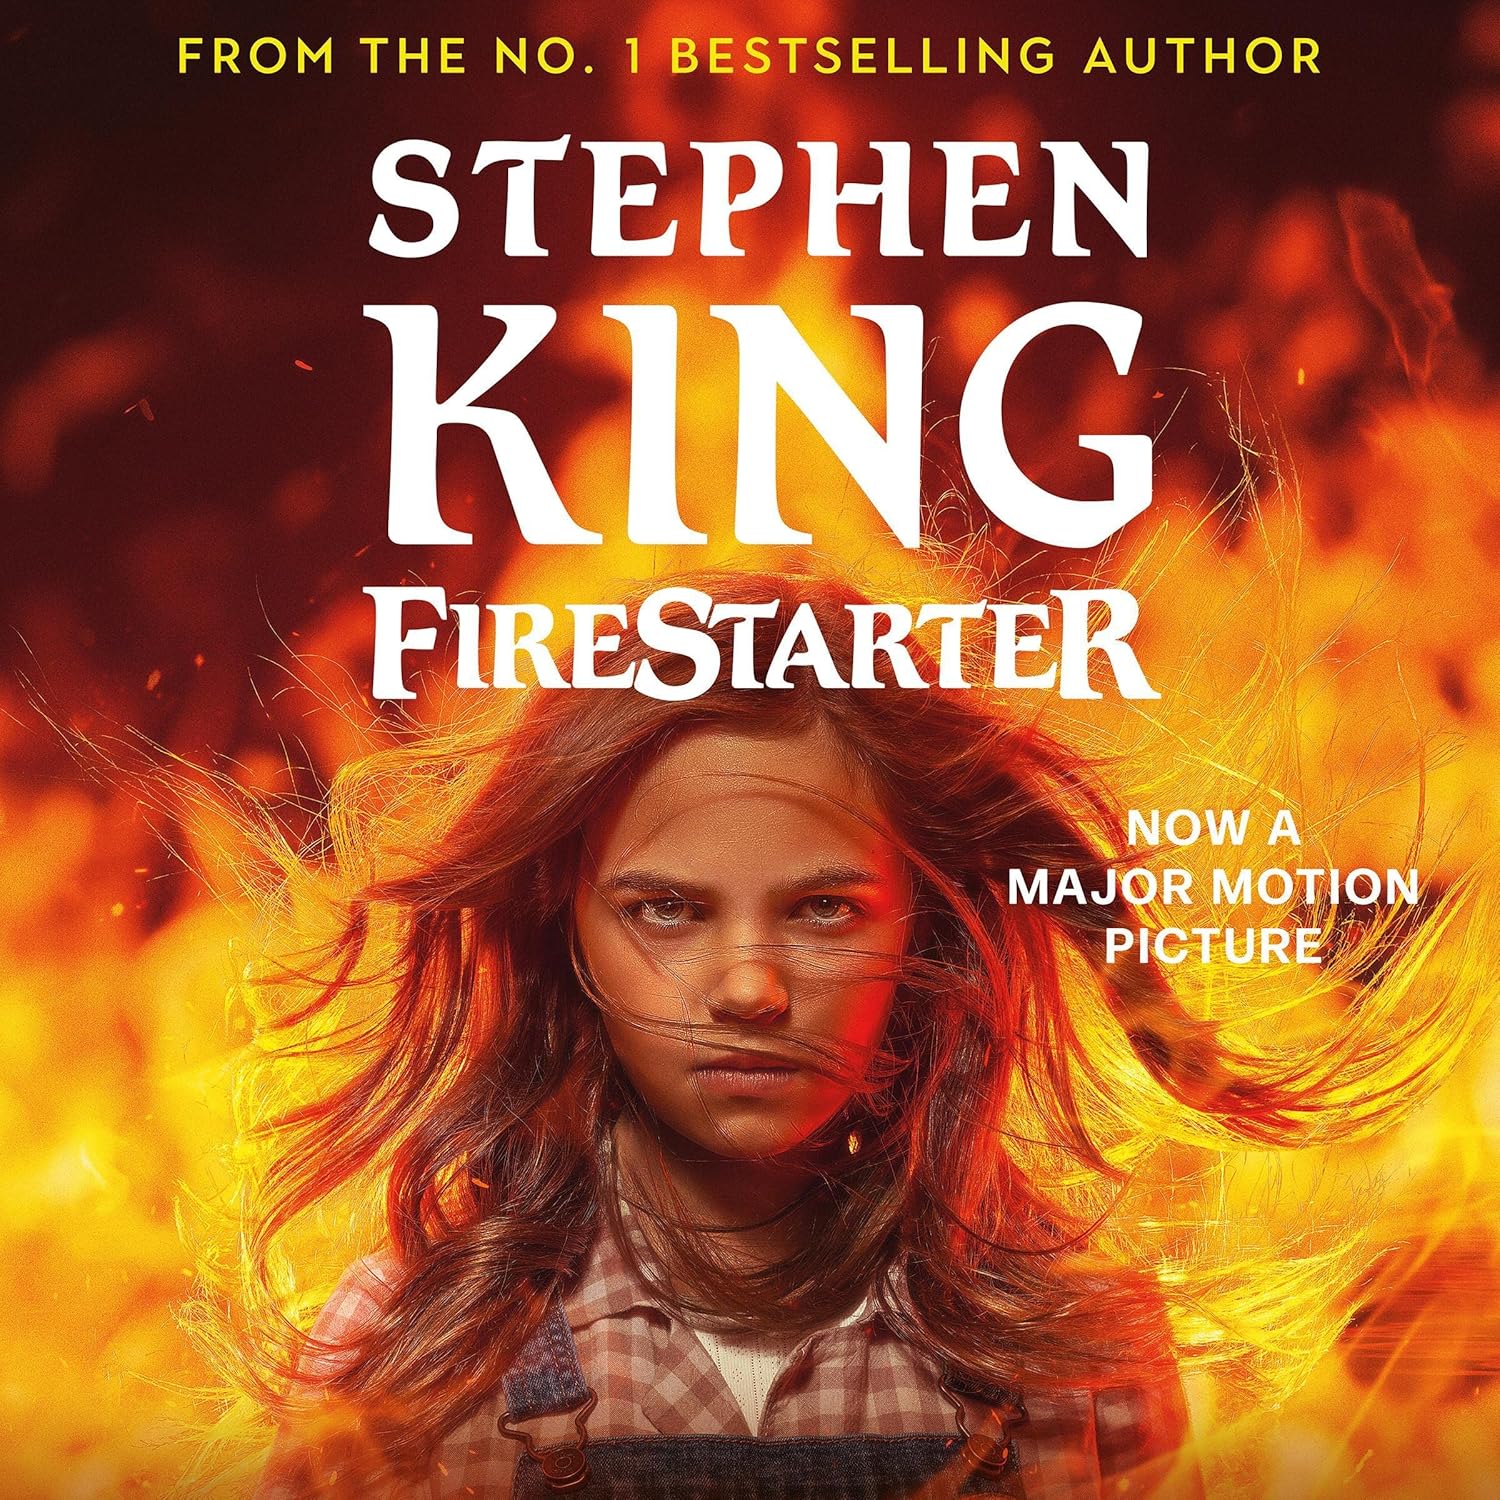 FROM THE NO. 1 BESTSELLING AUTHOR
STEPHEN
KING
FIRESTARTER
NOW A
MAJOR MOTION
PICTURE